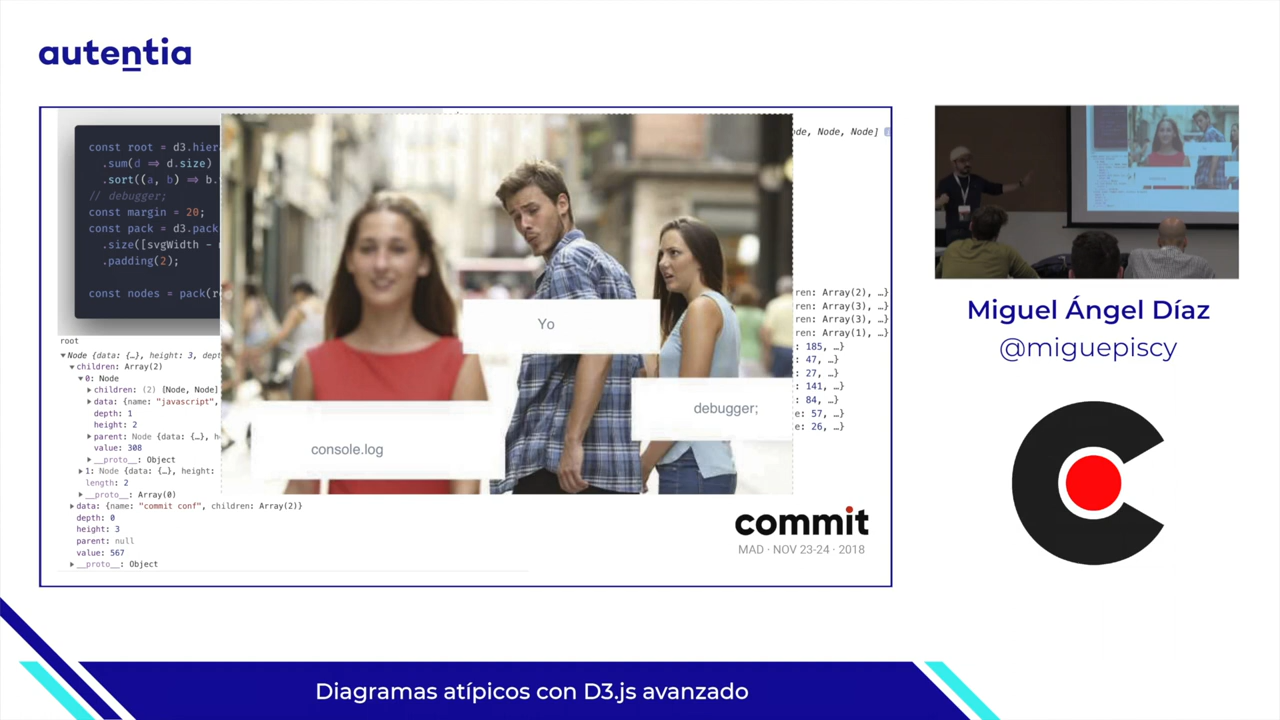 autentia
const root = d3.hier
.sum(d => d.size)
.sort((a, b) => b.
// debugger;
const margin = 20;
const pack = d3.pack
.size([svgWidth -
.padding(2);
const nodes = pack(r
root
▼Node {data: {…}, height: 3, dept
▼children: Array(2)
▼0: Node
▶children: (2) [Node, Node]
▶data: {name: "javascript",
depth: 1
height: 2
▶parent: Node {data: {…}, h
value: 308
▶__proto__: Object
▶1: Node {data: {…}, height:
length: 2
▶__proto__: Array(0)
▶data: {name: "commit conf", children: Array(2)}
depth: 0
height: 3
parent: null
value: 567
▶__proto__: Object
Yo
console.log
debugger;
ode, Node, Node]
ren: Array(2), …}
ren: Array(3), …}
ren: Array(3), …}
ren: Array(1), …}
: 185, …}
: 47, …}
: 27, …}
: 141, …}
: 84, …}
e: 57, …}
e: 26, …}
commit
MAD · NOV 23-24 · 2018
Miguel Ángel Díaz
@miguepiscy
Diagramas atípicos con D3.js avanzado